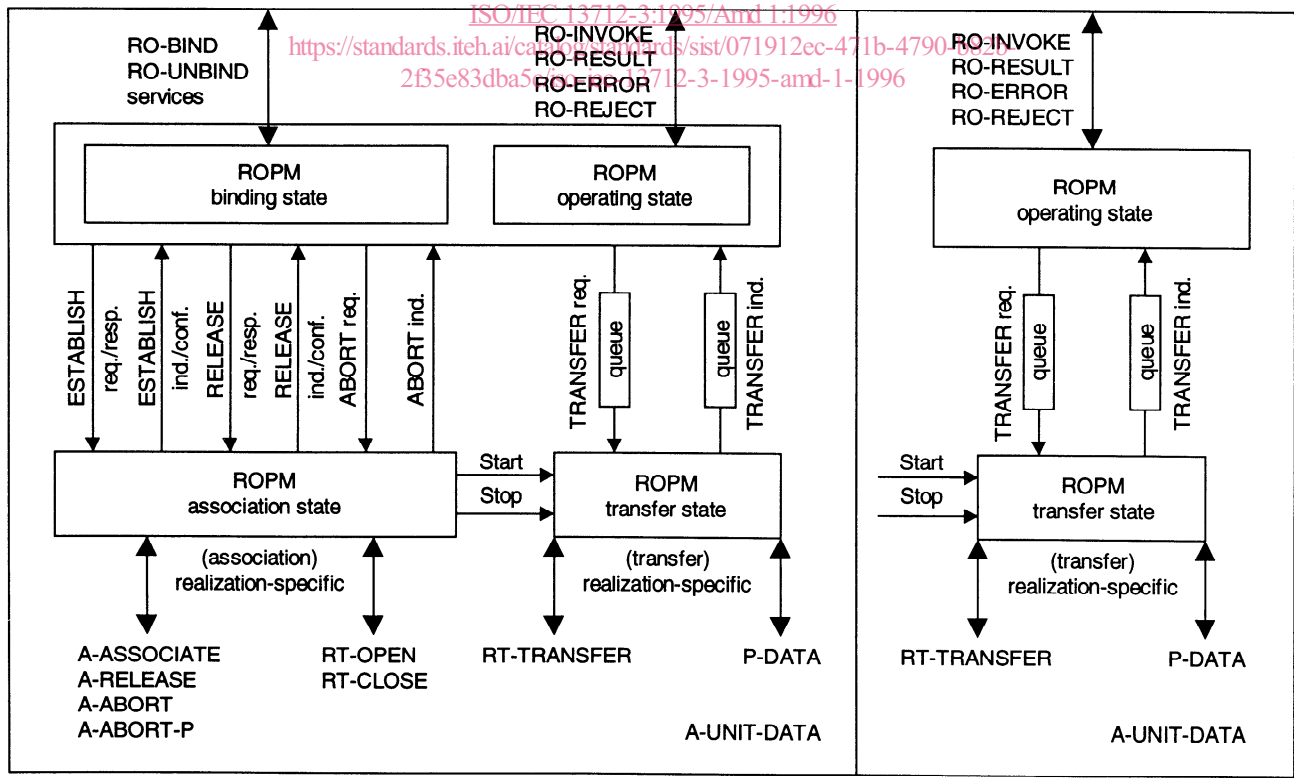 ISO/IEC 13712-3:1995/Amd 1:1996
https://standards.iteh.ai/catalog/standards/sist/071912ec-471b-4790-b82b-
2f35e83dba5c/iso-iec-13712-3-1995-amd-1-1996
RO-BIND
RO-UNBIND
services
RO-INVOKE
RO-RESULT
RO-ERROR
RO-REJECT
RO-INVOKE
RO-RESULT
RO-ERROR
RO-REJECT
ROPM
binding state
ROPM
operating state
ROPM
operating state
ESTABLISH
req./resp.
ESTABLISH
ind./conf.
RELEASE
req./resp.
RELEASE
ind./conf.
ABORT req.
ABORT ind.
TRANSFER req.
queue
queue
TRANSFER ind.
TRANSFER req.
queue
queue
TRANSFER ind.
ROPM
association state
Start
Stop
ROPM
transfer state
Start
Stop
ROPM
transfer state
(association)
realization-specific
(transfer)
realization-specific
(transfer)
realization-specific
A-ASSOCIATE
A-RELEASE
A-ABORT
A-ABORT-P
RT-OPEN
RT-CLOSE
RT-TRANSFER
P-DATA
A-UNIT-DATA
RT-TRANSFER
P-DATA
A-UNIT-DATA